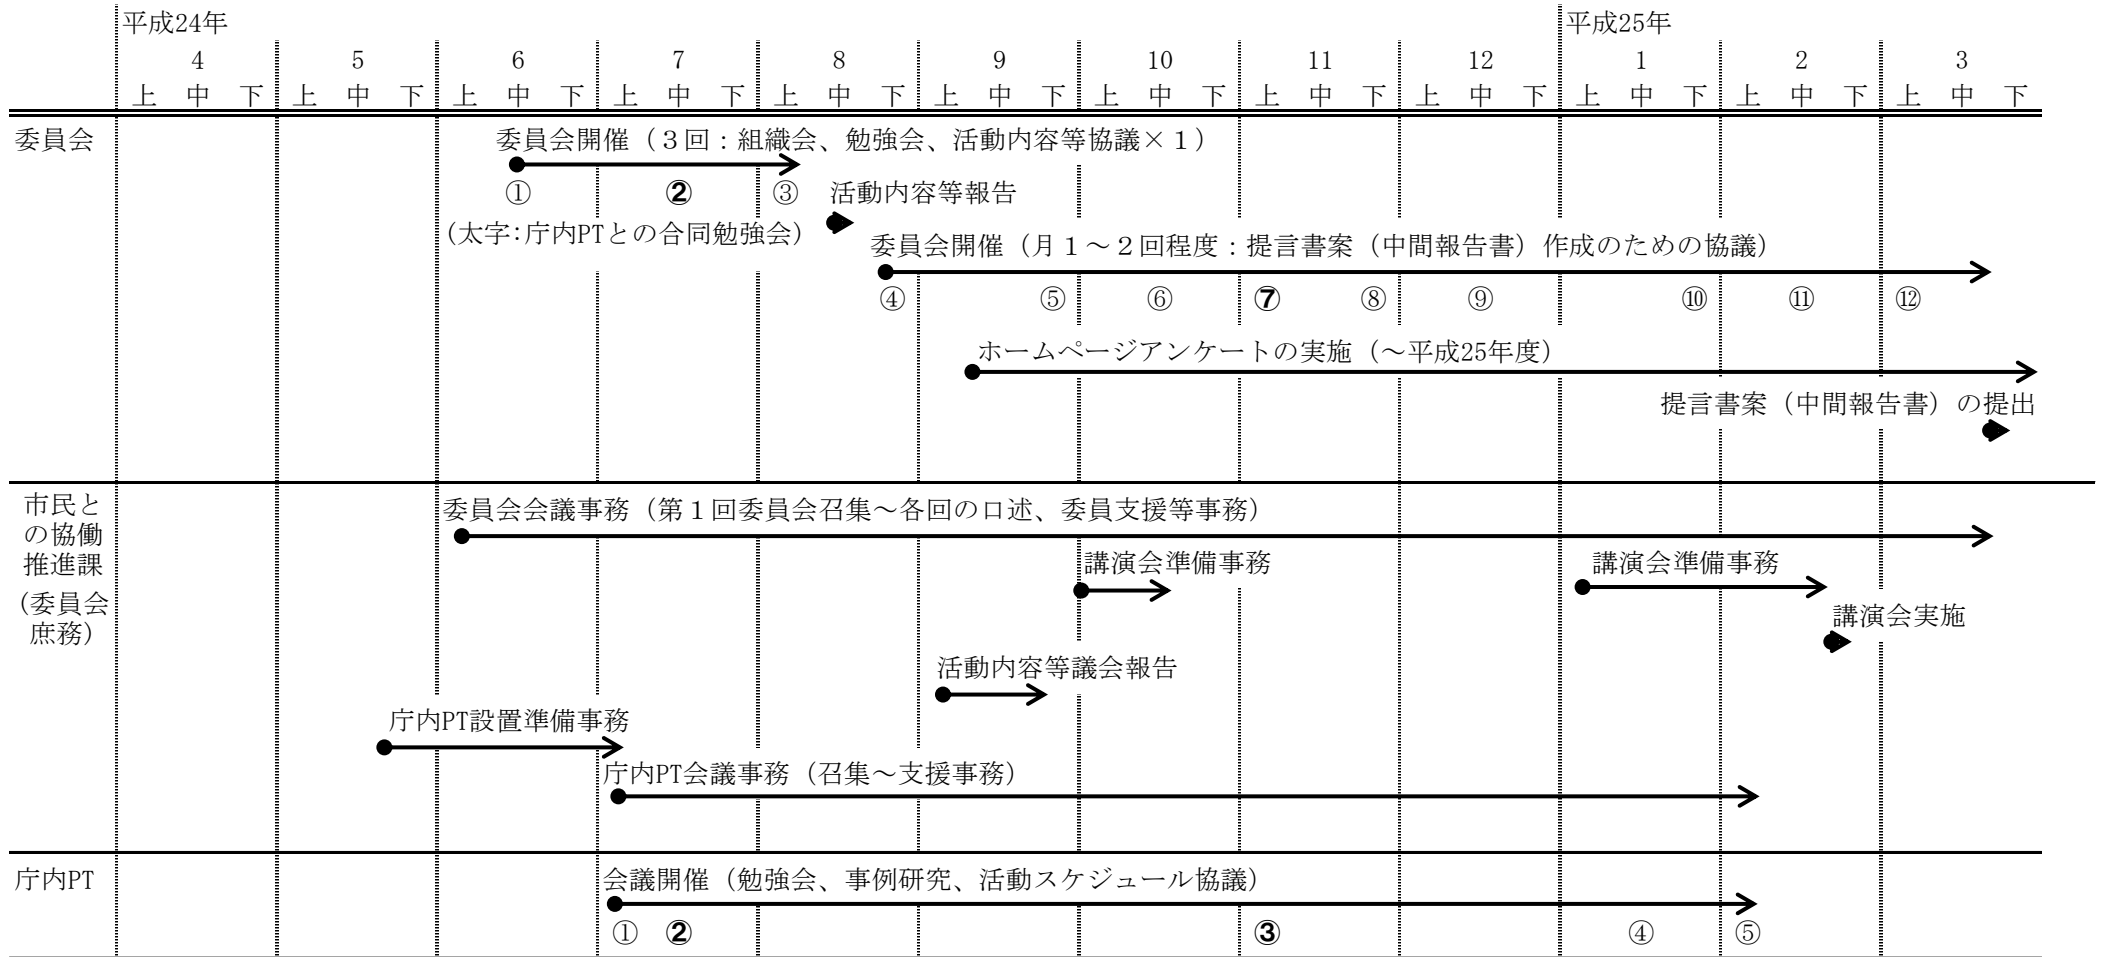 平成24年 平成25年
4 5 6 7 8 9 10 11 12 1 2 3
上 中 下 上 中 下 上 中 下 上 中 下 上 中 下 上 中 下 上 中 下 上 中 下 上 中 下 上 中 下 上 中 下 上 中 下
委員会
委員会開催（３回：組織会、勉強会、活動内容等協議×１）
① ② ③
活動内容等報告
(太字：庁内PTとの合同勉強会）
委員会開催（月１～２回程度：提言書案（中間報告書）作成のための協議）
④ ⑤ ⑥ ⑦ ⑧ ⑨ ⑩ ⑪ ⑫
ホームページアンケートの実施（～平成25年度）
提言書案（中間報告書）の提出
市民と
の協働
推進課
（委員会
庶務）
委員会会議事務（第１回委員会召集～各回の口述、委員支援等事務）
講演会準備事務
講演会準備事務
講演会実施
活動内容等議会報告
庁内PT設置準備事務
庁内PT会議事務（召集～支援事務）
庁内PT
会議開催（勉強会、事例研究、活動スケジュール協議）
① ② ③ ④ ⑤